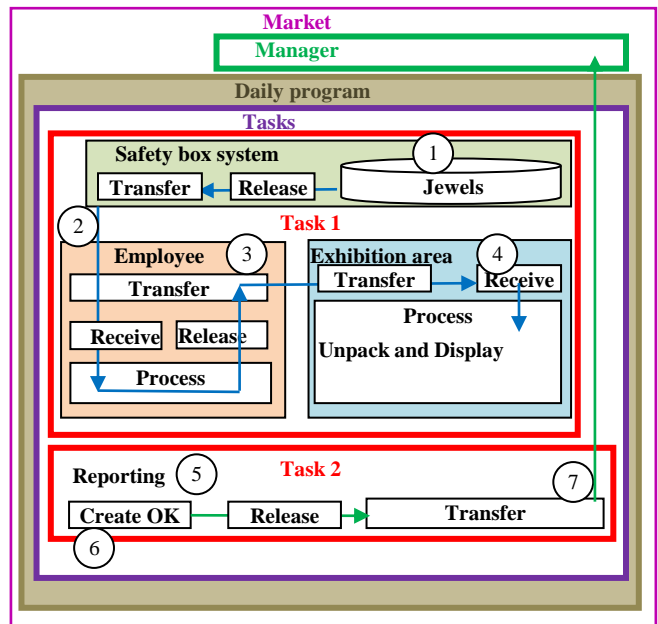 Market
Manager
Daily program
Tasks
1
Safety box system
Transfer
Release
Jewels
2
Task 1
Employee
3
Exhibition area
4
Transfer
Transfer
Receive
Receive
Release
Process
Unpack and Display
Process
Reporting
5
Task 2
7
Create OK
Release
Transfer
6